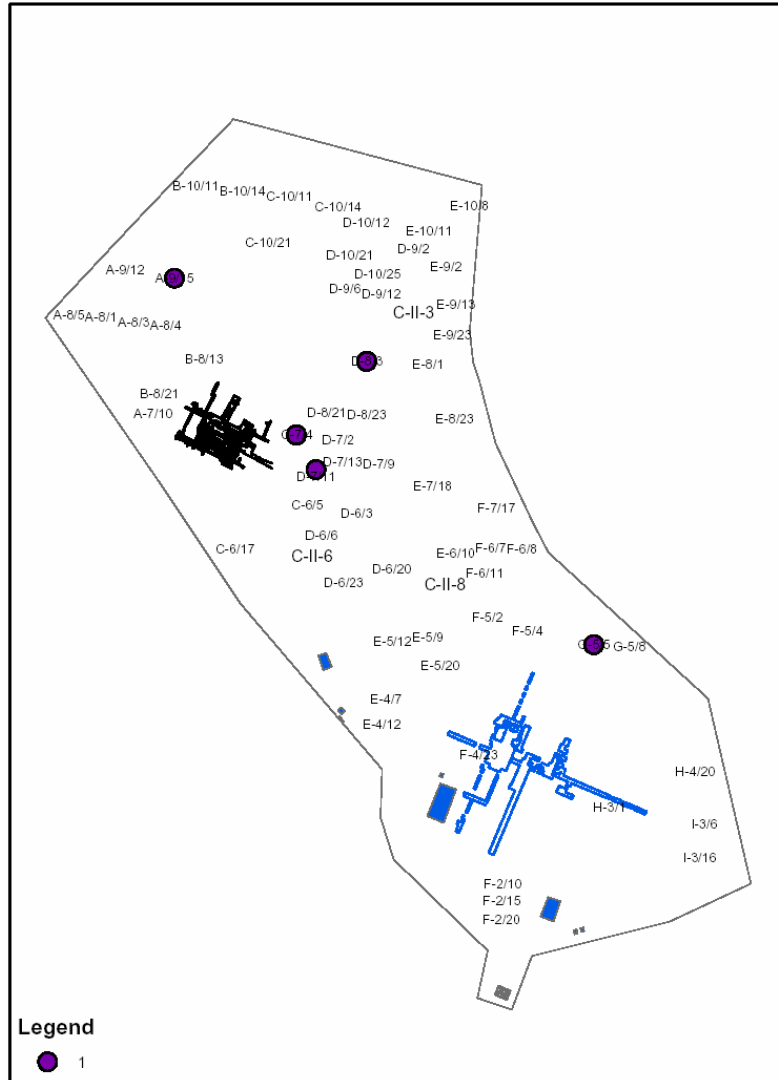 B-10/11
B-10/14
C-10/11
C-10/14
E-10/8
D-10/12
E-10/11
C-10/21
D-9/2
D-10/21
A-9/12
D-10/25
E-9/2
D-9/6
D-9/12
E-9/13
C-II-3
A-8/5
A-8/1
A-8/3
A-8/4
E-9/23
B-8/13
E-8/1
B-8/21
A-7/10
D-8/21
D-8/23
E-8/23
D-7/2
D-7/13
D-7/9
E-7/18
C-6/5
D-6/3
F-7/17
D-6/6
C-6/17
C-II-6
E-6/10
F-6/7
F-6/8
D-6/20
F-6/11
D-6/23
C-II-8
F-5/2
F-5/4
E-5/12
E-5/9
G-5/8
E-5/20
E-4/7
E-4/12
F-4/23
H-4/20
H-3/1
I-3/6
I-3/16
F-2/10
F-2/15
F-2/20
Legend
1